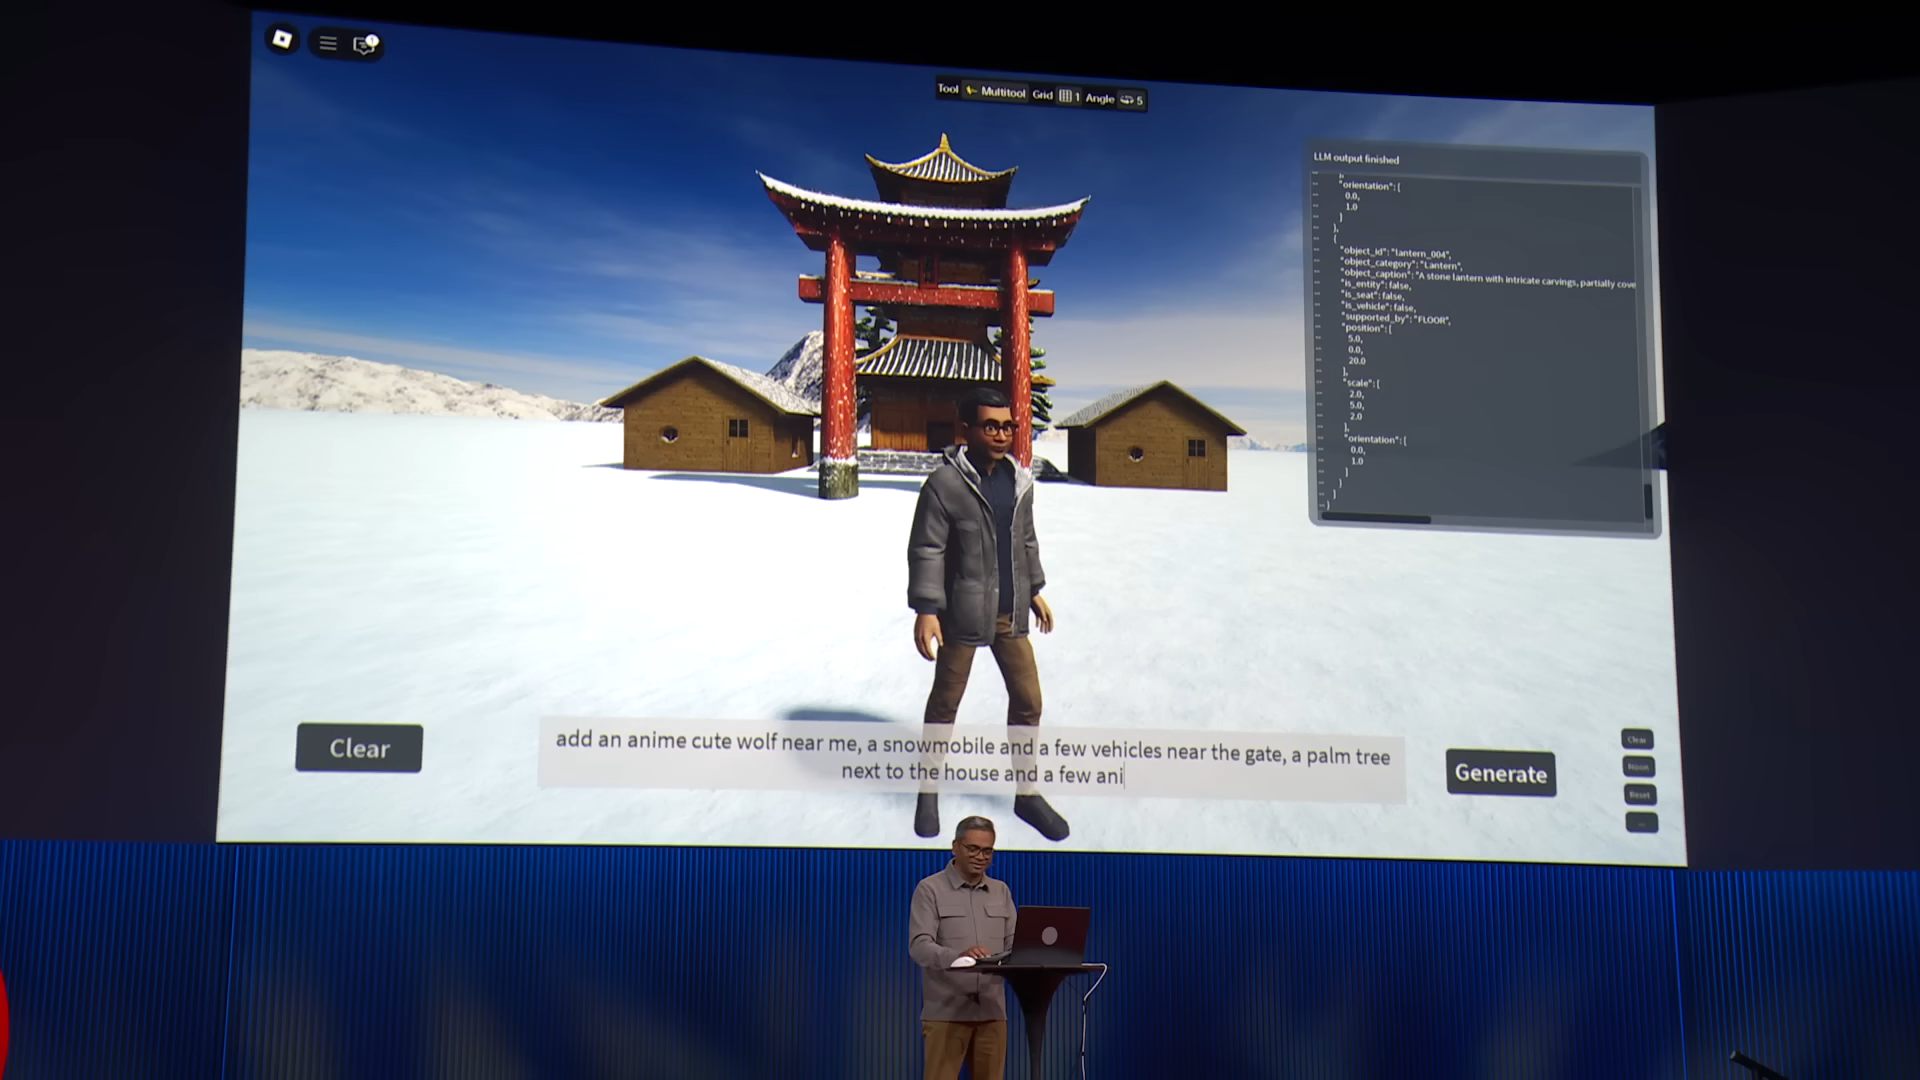 1
Tool Multitool Grid 1 Angle 5
LLM output finished
"orientation": [
0.0,
1.0
]
},
{
"object_id": "lantern_004",
"object_category": "Lantern",
"object_caption": "A stone lantern with intricate carvings, partially cove
"is_entity": false,
"is_seat": false,
"is_vehicle": false,
"supported_by": "FLOOR",
"position": [
5.0,
0.0,
20.0
],
"scale": [
2.0,
5.0,
2.0
],
"orientation": [
0.0,
1.0
]
}
]
}
Clear
add an anime cute wolf near me, a snowmobile and a few vehicles near the gate, a palm tree
next to the house and a few ani
Generate
Clear
Noon
Reset
...